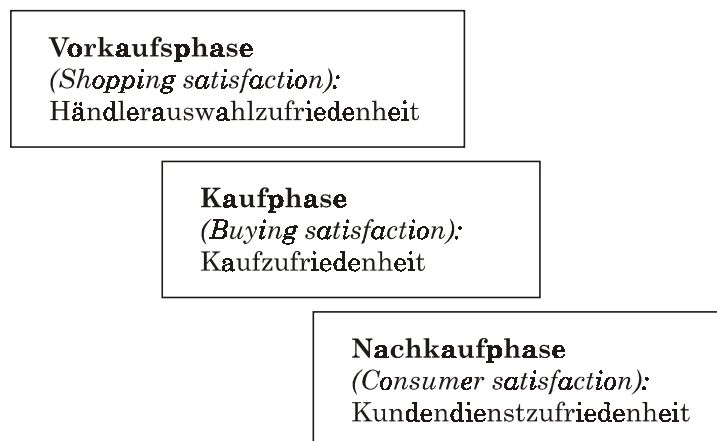 Vorkaufsphase
(Shopping satisfaction):
Händlerauswahlzufriedenheit
Kaufphase
(Buying satisfaction):
Kaufzufriedenheit
Nachkaufphase
(Consumer satisfaction):
Kundendienstzufriedenheit